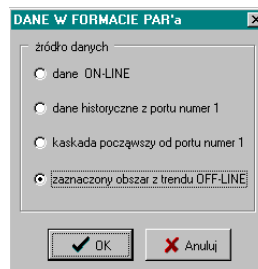 DANE W FORMACIE PAR'a
źródło danych
dane ON-LINE
dane historyczne z portu numer 1
kaskada począwszy od portu numer 1
zaznaczony obszar z trendu OFF-LINE
OK
Anuluj